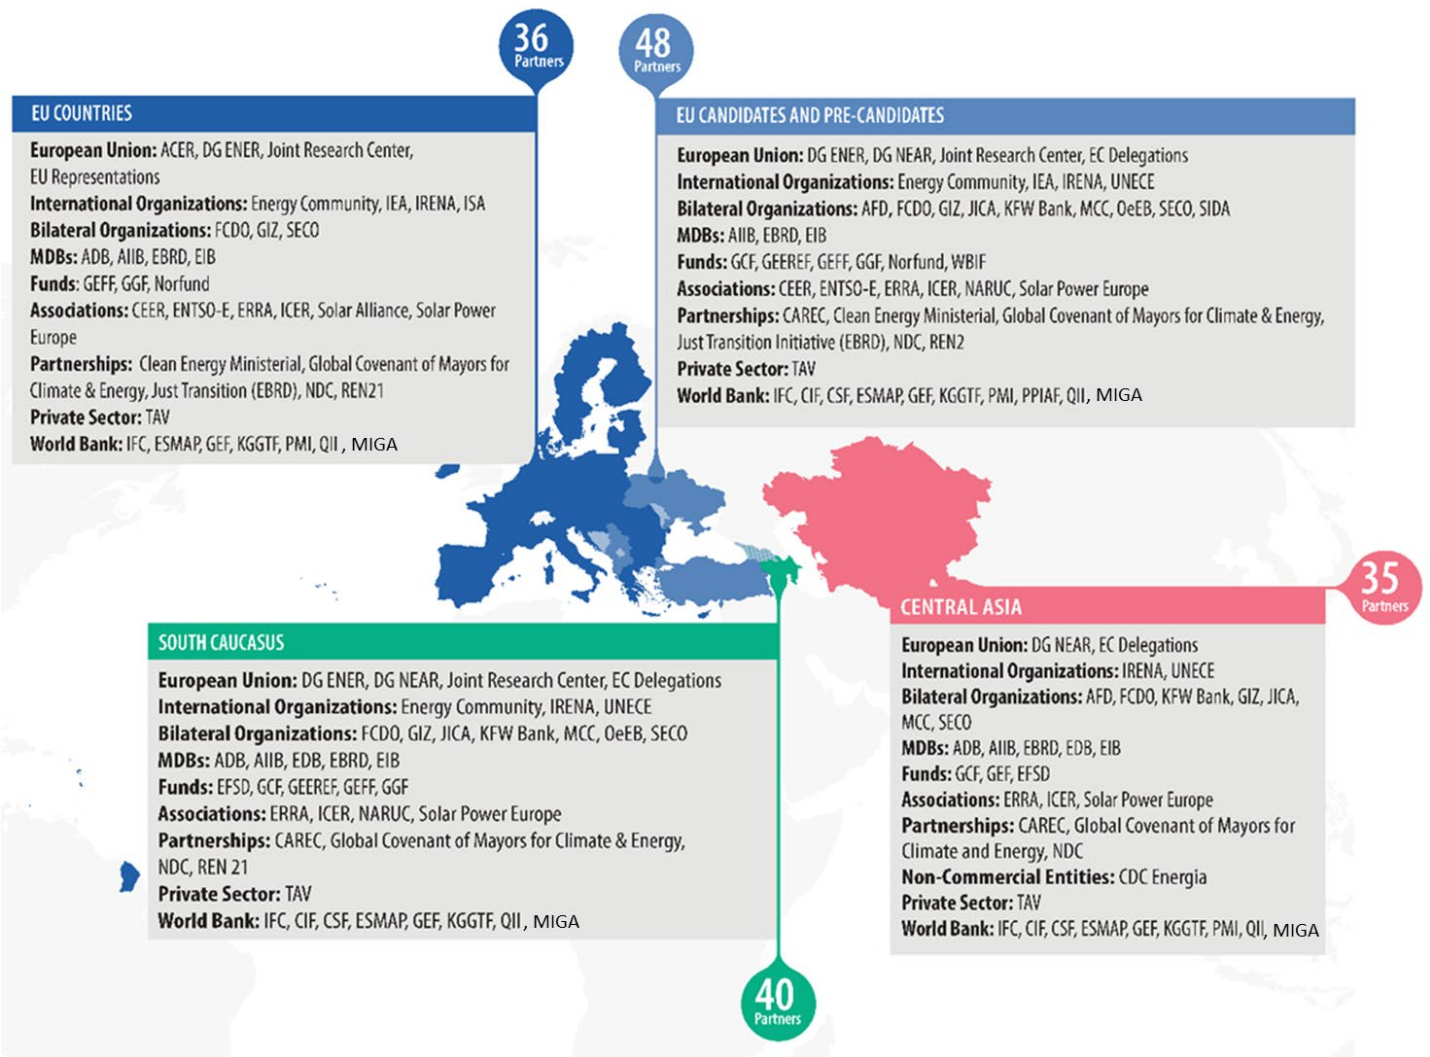 36
Partners
48
Partners
EU COUNTRIES
European Union: ACER, DG ENER, Joint Research Center,
EU Representations
International Organizations: Energy Community, IEA, IRENA, ISA
Bilateral Organizations: FCDO, GIZ, SECO
MDBs: ADB, AIIB, EBRD, EIB
Funds: GEFF, GGF, Norfund
Associations: CEER, ENTSO-E, ERRA, ICER, Solar Alliance, Solar Power
Europe
Partnerships: Clean Energy Ministerial, Global Covenant of Mayors for
Climate & Energy, Just Transition (EBRD), NDC, REN21
Private Sector: TAV
World Bank: IFC, ESMAP, GEF, KGGTF, PMI, QII , MIGA
EU CANDIDATES AND PRE-CANDIDATES
European Union: DG ENER, DG NEAR, Joint Research Center, EC Delegations
International Organizations: Energy Community, IEA, IRENA, UNECE
Bilateral Organizations: AFD, FCDO, GIZ, JICA, KFW Bank, MCC, OeEB, SECO, SIDA
MDBs: AIIB, EBRD, EIB
Funds: GCF, GEEREF, GEFF, GGF, Norfund, WBIF
Associations: CEER, ENTSO-E, ERRA, ICER, NARUC, Solar Power Europe
Partnerships: CAREC, Clean Energy Ministerial, Global Covenant of Mayors for Climate & Energy,
Just Transition Initiative (EBRD), NDC, REN2
Private Sector: TAV
World Bank: IFC, CIF, CSF, ESMAP, GEF, KGGTF, PMI, PPIAF, QII, MIGA
SOUTH CAUCASUS
European Union: DG ENER, DG NEAR, Joint Research Center, EC Delegations
International Organizations: Energy Community, IRENA, UNECE
Bilateral Organizations: FCDO, GIZ, JICA, KFW Bank, MCC, OeEB, SECO
MDBs: ADB, AIIB, EDB, EBRD, EIB
Funds: EFSD, GCF, GEEREF, GEFF, GGF
Associations: ERRA, ICER, NARUC, Solar Power Europe
Partnerships: CAREC, Global Covenant of Mayors for Climate & Energy,
NDC, REN 21
Private Sector: TAV
World Bank: IFC, CIF, CSF, ESMAP, GEF, KGGTF, QII , MIGA
40
Partners
35
Partners
CENTRAL ASIA
European Union: DG NEAR, EC Delegations
International Organizations: IRENA, UNECE
Bilateral Organizations: AFD, FCDO, KFW Bank, GIZ, JICA,
MCC, SECO
MDBs: ADB, AIIB, EBRD, EDB, EIB
Funds: GCF, GEF, EFSD
Associations: ERRA, ICER, Solar Power Europe
Partnerships: CAREC, Global Covenant of Mayors for
Climate and Energy, NDC
Non-Commercial Entities: CDC Energia
Private Sector: TAV
World Bank: IFC, CIF, CSF, ESMAP, GEF, KGGTF, PMI, QII, MIGA